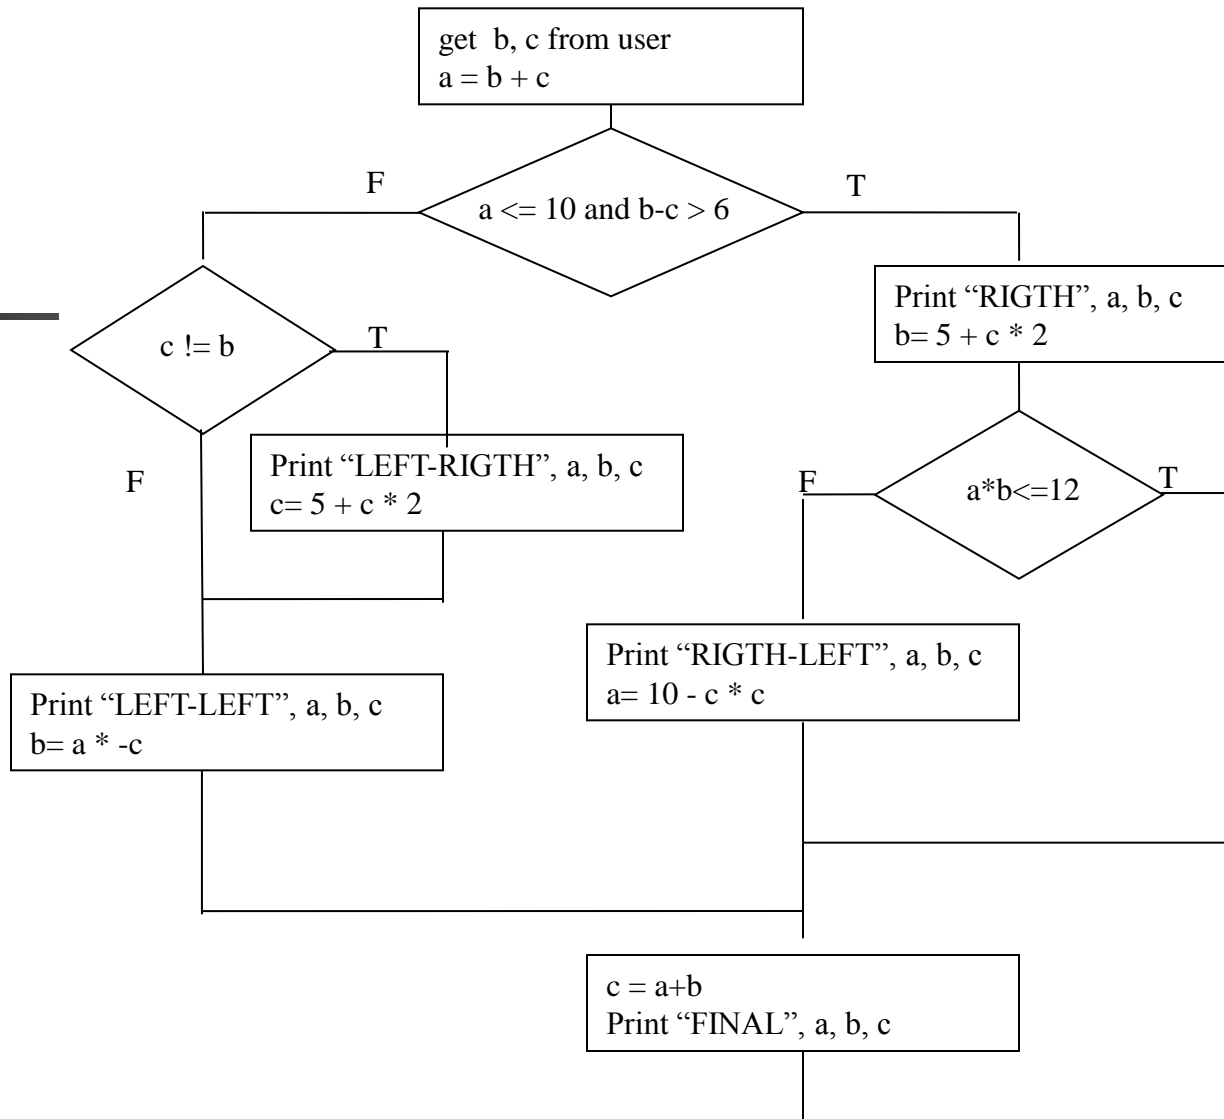 get  b, c from user
a = b + c
F
T
a <= 10 and b-c > 6
Print “RIGTH”, a, b, c
b= 5 + c * 2
c != b
T
F
Print “LEFT-RIGTH”, a, b, c
c= 5 + c * 2
F
a*b<=12
T
Print “RIGTH-LEFT”, a, b, c
a= 10 - c * c
Print “LEFT-LEFT”, a, b, c
b= a * -c
c = a+b
Print “FINAL”, a, b, c